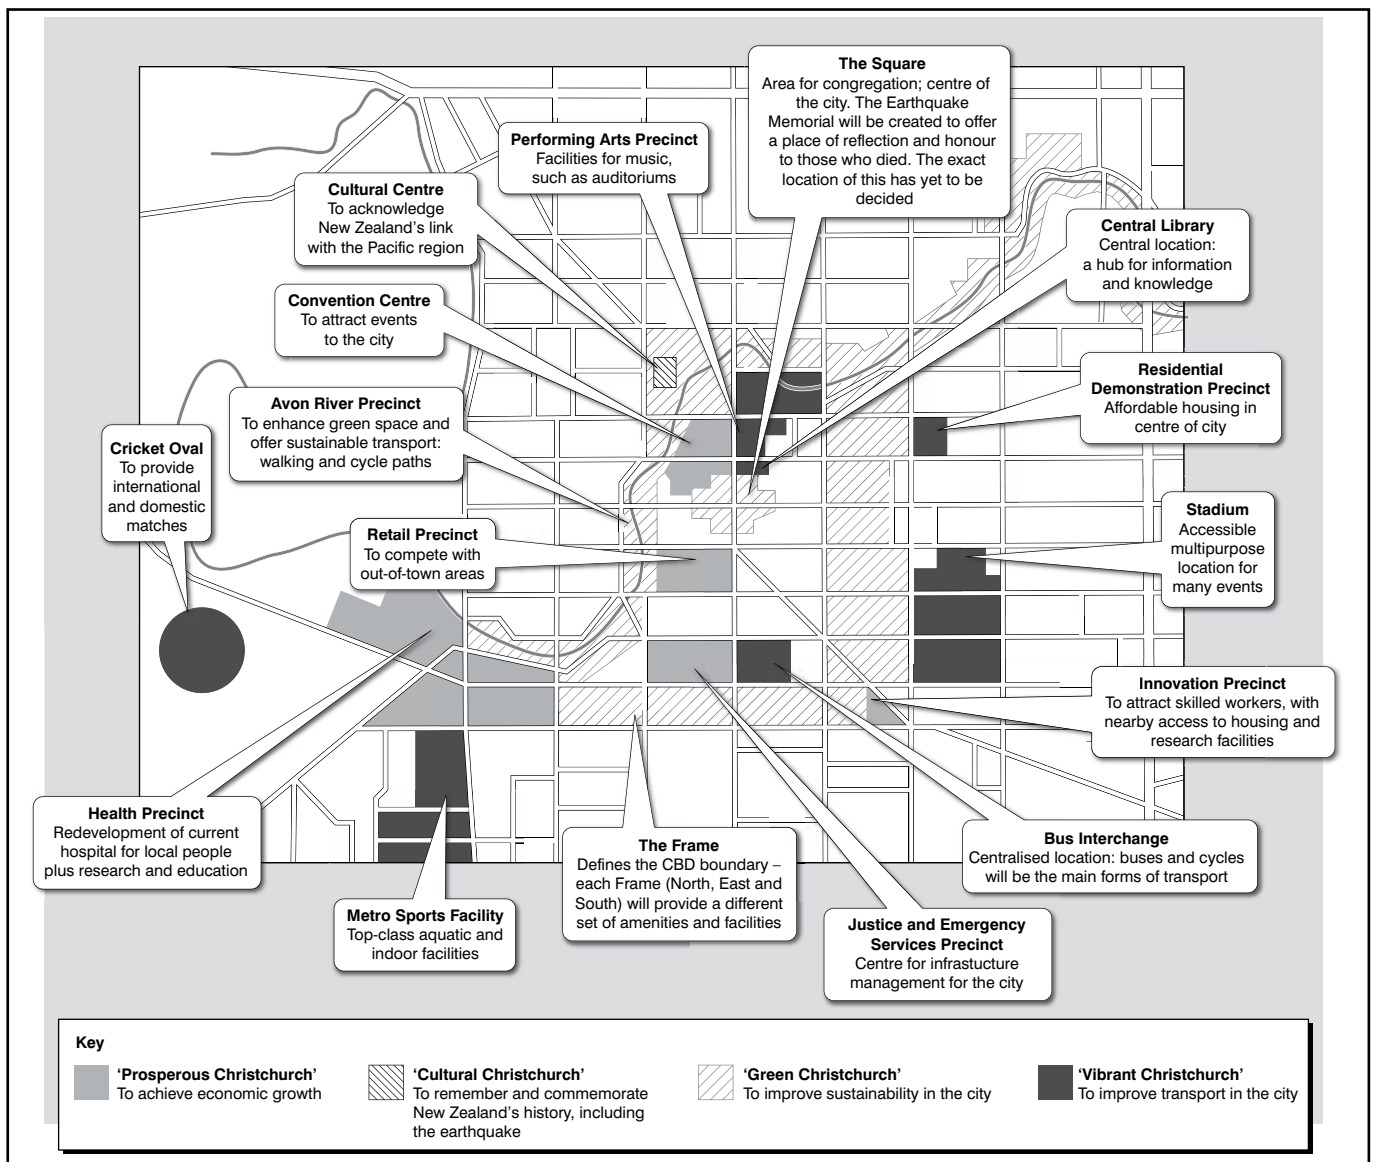 The Square
Area for congregation; centre of
the city. The Earthquake
Memorial will be created to offer
a place of reflection and honour
to those who died. The exact
location of this has yet to be
decided
Performing Arts Precinct
Facilities for music,
such as auditoriums
Cultural Centre
To acknowledge
New Zealand's link
with the Pacific region
Central Library
Central location:
a hub for information
and knowledge
Convention Centre
To attract events
to the city
Residential
Demonstration Precinct
Affordable housing in
centre of city
Avon River Precinct
To enhance green space and
offer sustainable transport:
walking and cycle paths
Cricket Oval
To provide
international
and domestic
matches
Retail Precinct
To compete with
out-of-town areas
Stadium
Accessible
multipurpose
location for
many events
Innovation Precinct
To attract skilled workers, with
nearby access to housing and
research facilities
Health Precinct
Redevelopment of current
hospital for local people
plus research and education
The Frame
Defines the CBD boundary –
each Frame (North, East and
South) will provide a different
set of amenities and facilities
Bus Interchange
Centralised location: buses and cycles
will be the main forms of transport
Metro Sports Facility
Top-class aquatic and
indoor facilities
Justice and Emergency
Services Precinct
Centre for infrastucture
management for the city
Key
'Prosperous Christchurch'
To achieve economic growth
'Cultural Christchurch'
To remember and commemorate
New Zealand's history, including
the earthquake
'Green Christchurch'
To improve sustainability in the city
'Vibrant Christchurch'
To improve transport in the city